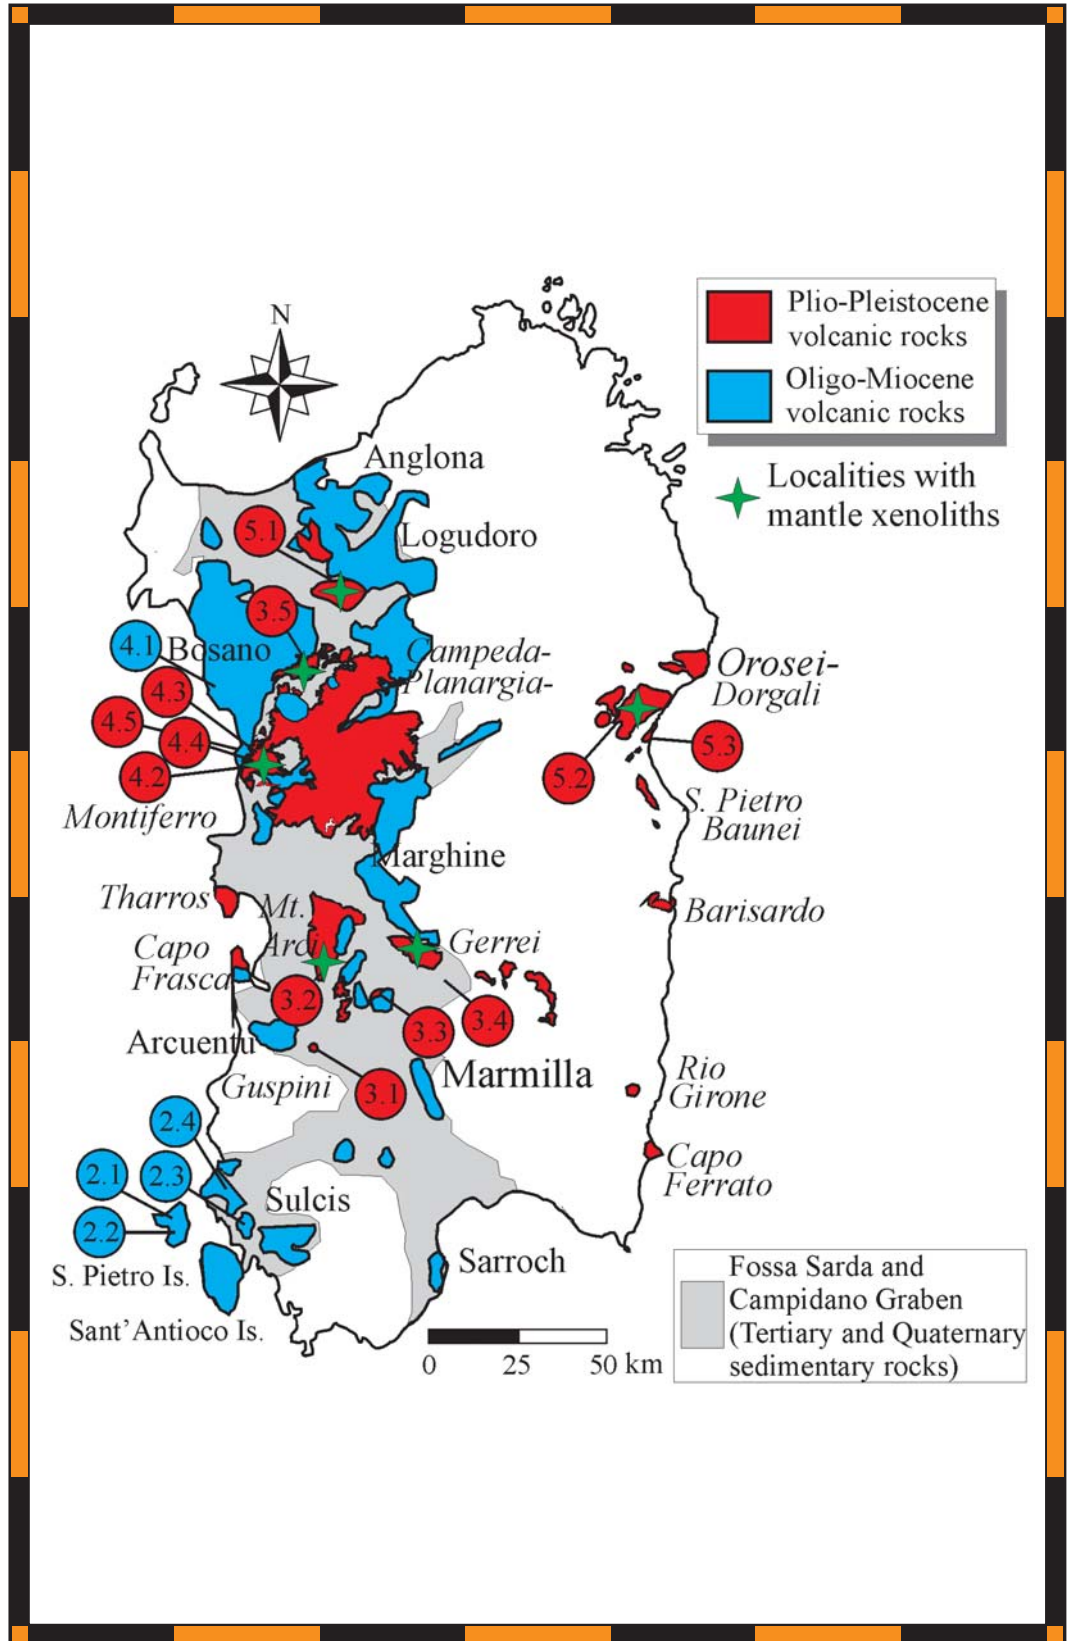 N
Plio-Pleistocene
volcanic rocks
Oligo-Miocene
volcanic rocks
Localities with
mantle xenoliths
Anglona
5.1
Logudoro
3.5
4.1
Bosano
Campeda-
Planargia-
4.3
4.5
4.4
4.2
Montiferro
Orosei-
Dorgali
5.3
5.2
S. Pietro
Baunei
Marghine
Tharros
Mt.
Arci
Barisardo
Capo
Frasca
Gerrei
3.2
3.3
3.4
Arcuentu
Guspini
3.1
Marmilla
Rio
Girone
2.4
2.1
2.3
2.2
Sulcis
Capo
Ferrato
S. Pietro Is.
Sarroch
Sant'Antioco Is.
0 25 50 km
Fossa Sarda and
Campidano Graben
(Tertiary and Quaternary
sedimentary rocks)